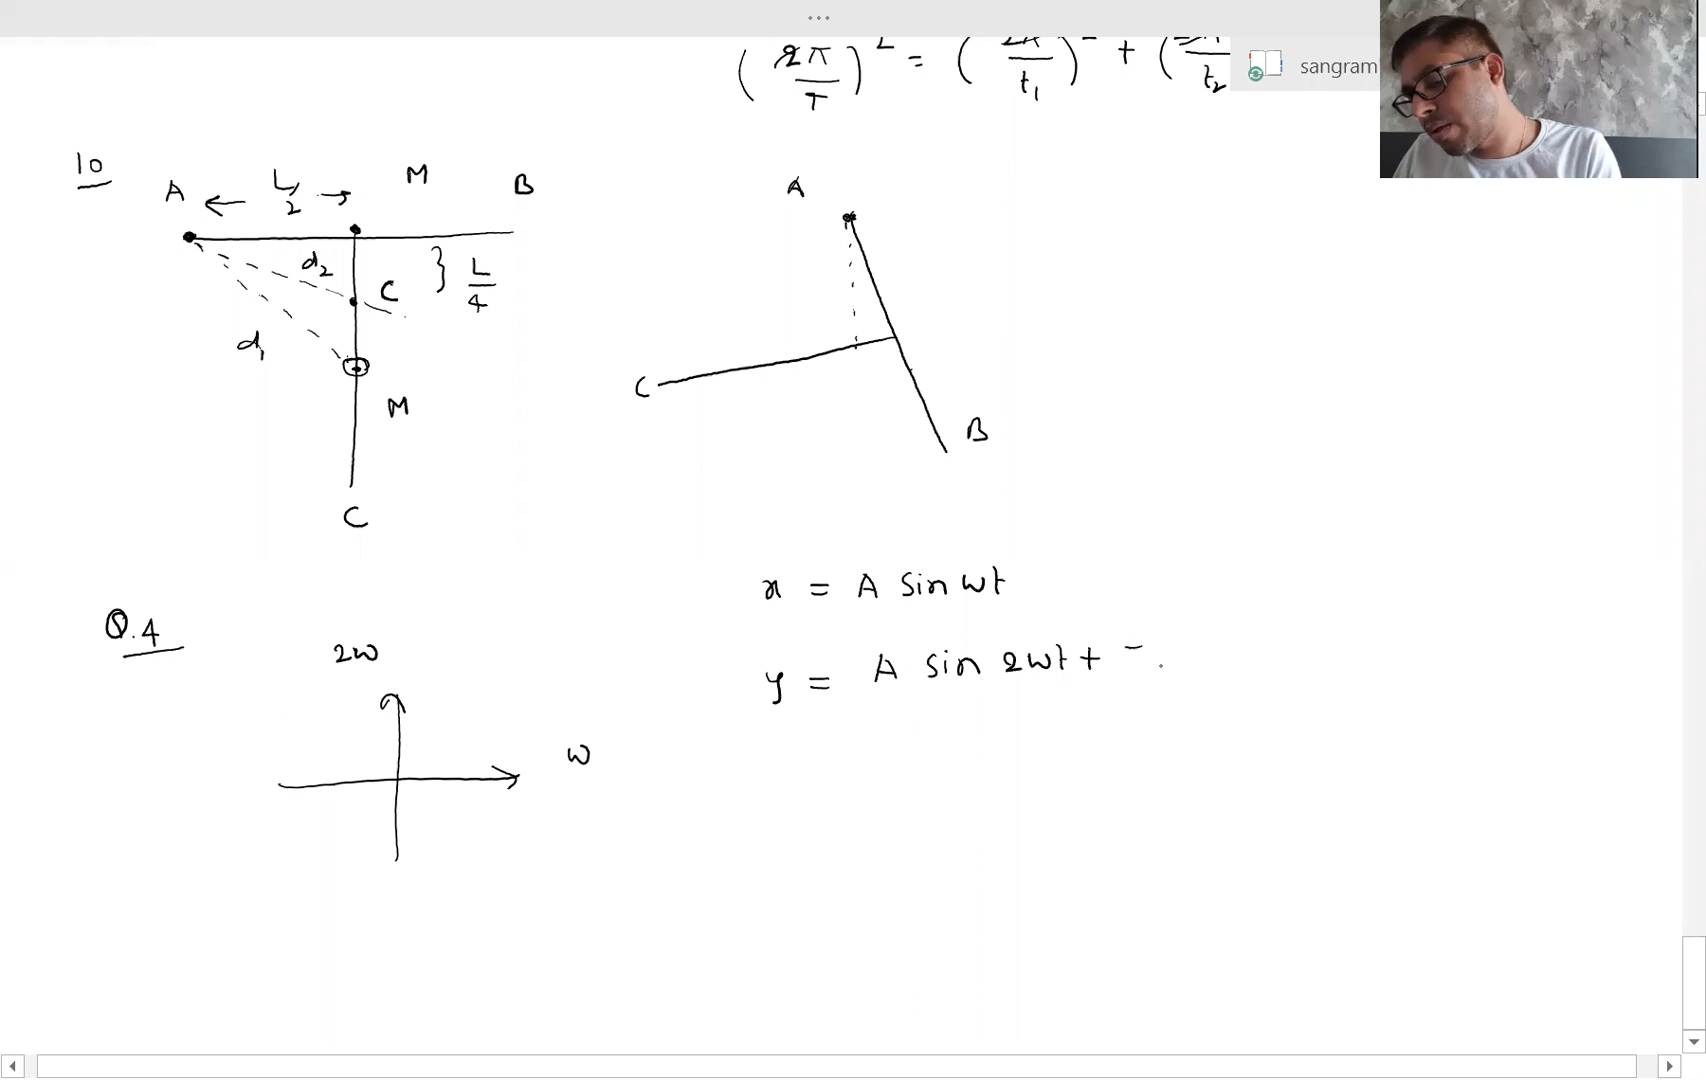 (2π/T)² = (2π/t₁)² + (2π/t₂
sangram
10
A ← L/2 → M B
d₂
C } L/4
d₁
M
C
A
C
B
Q.4
2ω
ω
x = A sin ωt
y = A sin 2ωt + -